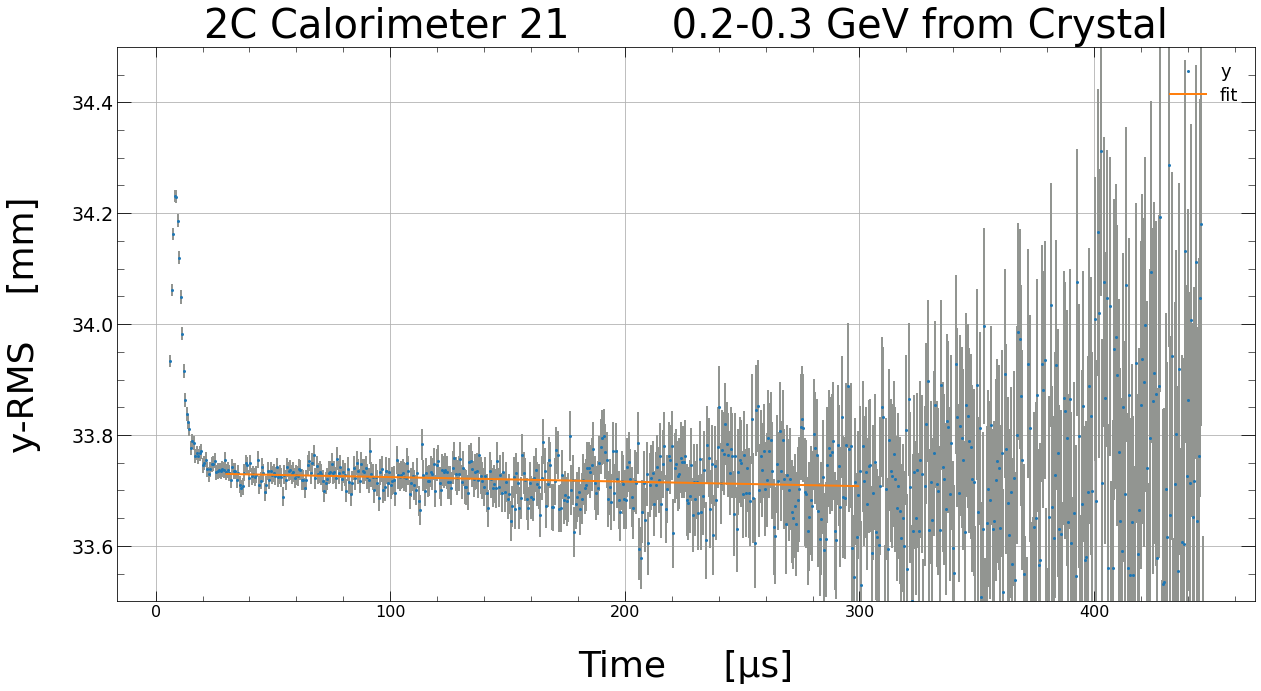 2C Calorimeter 21 0.2-0.3 GeV from Crystal
y
fit
y-RMS [mm]
34.4
34.2
34.0
33.8
33.6
0 100 200 300 400
Time [μs]